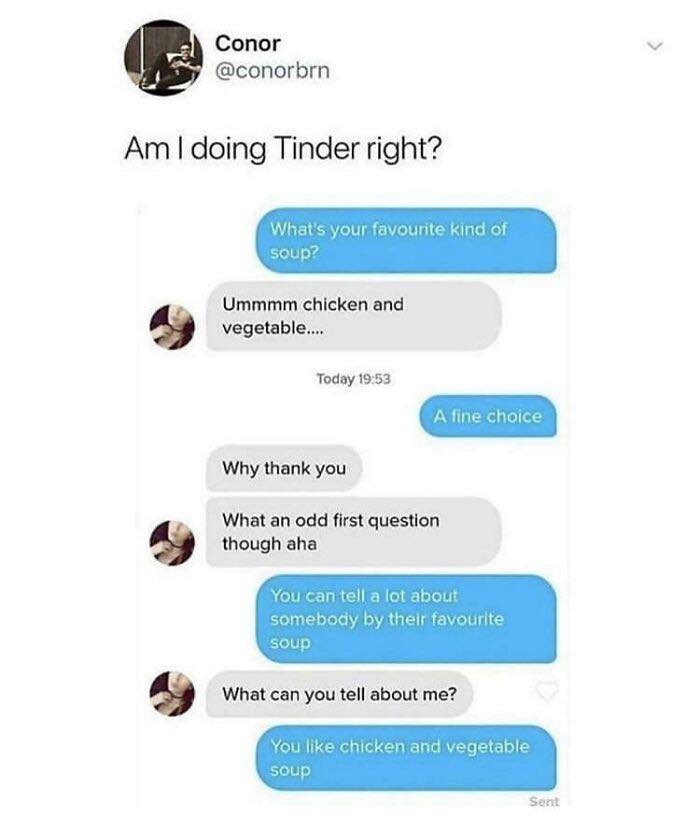 Conor
@conorbrn
Am I doing Tinder right?
What's your favourite kind of
soup?
Ummmm chicken and
vegetable....
Today 19:53
A fine choice
Why thank you
What an odd first question
though aha
You can tell a lot about
somebody by their favourite
soup
What can you tell about me?
You like chicken and vegetable
soup
Sent